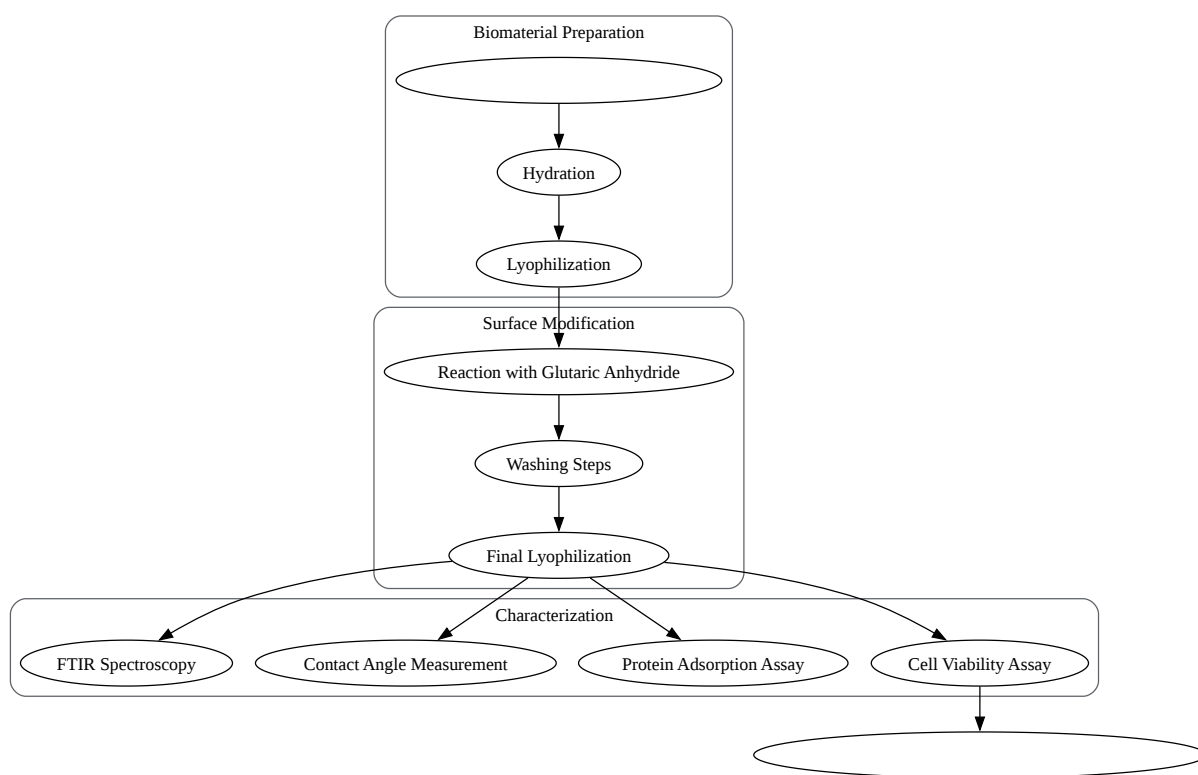 Biomaterial Preparation
Hydration
Lyophilization
Surface Modification
Reaction with Glutaric Anhydride
Washing Steps
Final Lyophilization
Characterization
FTIR Spectroscopy
Contact Angle Measurement
Protein Adsorption Assay
Cell Viability Assay